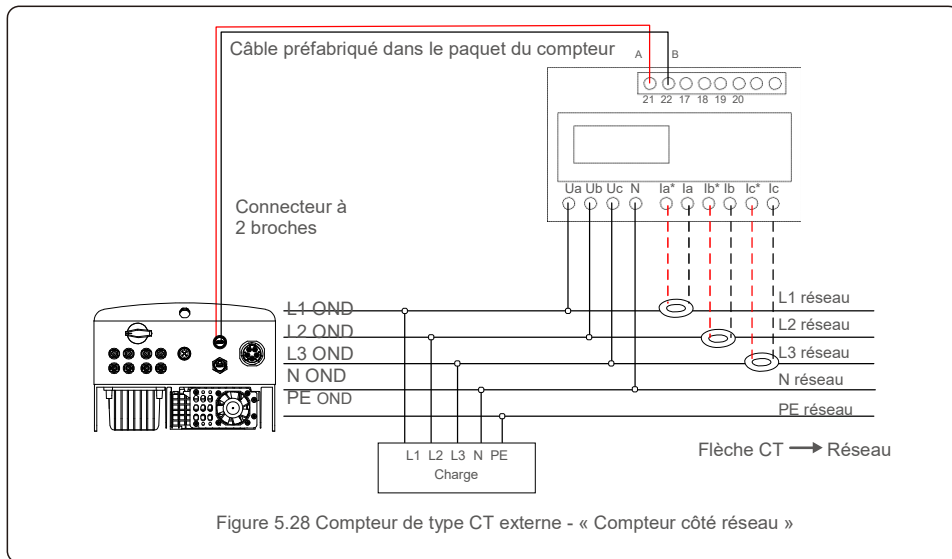 Câble préfabriqué dans le paquet du compteur
A B
21 22 17 18 19 20
Ua Ub Uc N Ia* Ia Ib* Ib Ic* Ic
Connecteur à
2 broches
L1 OND
L1 réseau
L2 OND
L2 réseau
L3 OND
L3 réseau
N OND
N réseau
PE OND
PE réseau
L1 L2 L3 N PE
Charge
Flèche CT → Réseau
Figure 5.28 Compteur de type CT externe - « Compteur côté réseau »